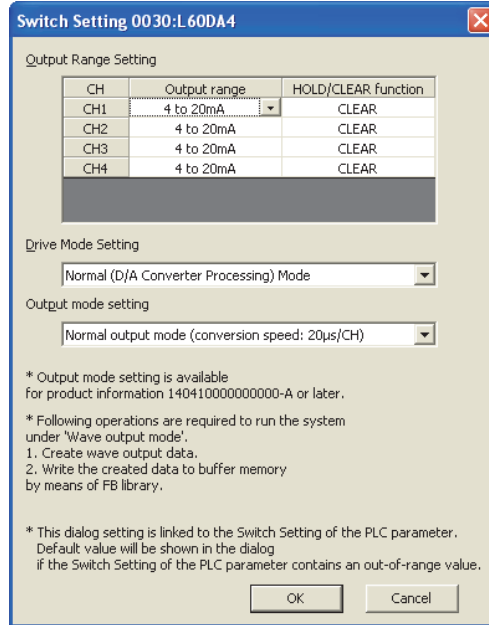 Switch Setting 0030:L60DA4
Output Range Setting
CH Output range HOLD/CLEAR function
CH1 4 to 20mA CLEAR
CH2 4 to 20mA CLEAR
CH3 4 to 20mA CLEAR
CH4 4 to 20mA CLEAR
Drive Mode Setting
Normal (D/A Converter Processing) Mode
Output mode setting
Normal output mode (conversion speed: 20µs/CH)
* Output mode setting is available
for product information 140410000000000-A or later.
* Following operations are required to run the system
under 'Wave output mode'.
1. Create wave output data.
2. Write the created data to buffer memory
by means of FB library.
* This dialog setting is linked to the Switch Setting of the PLC parameter.
Default value will be shown in the dialog
if the Switch Setting of the PLC parameter contains an out-of-range value.
OK Cancel